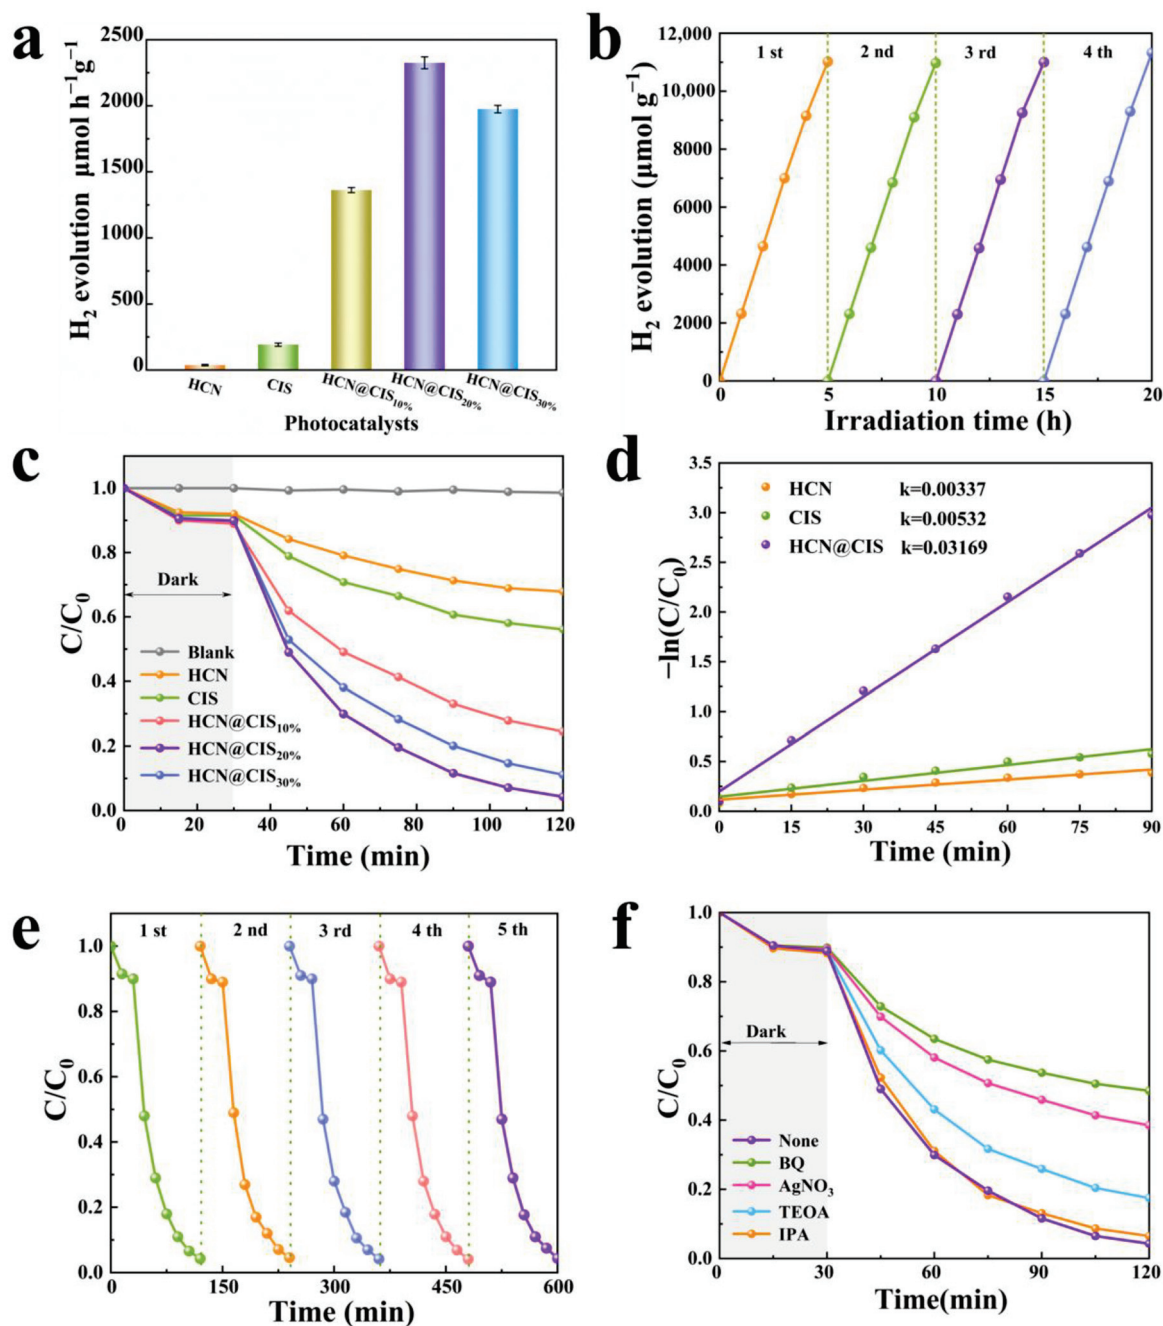 a
H₂ evolution μmol h⁻¹g⁻¹
2500
2000
1500
1000
500
0
HCN CIS HCN@CIS₁₀% HCN@CIS₂₀% HCN@CIS₃₀%
Photocatalysts
b
H₂ evolution (μmol g⁻¹)
12,000
10,000
8000
6000
4000
2000
0
1 st 2 nd 3 rd 4 th
0 5 10 15 20
Irradiation time (h)
c
C/C₀
1.0
0.8
0.6
0.4
0.2
0.0
Dark
Blank
HCN
CIS
HCN@CIS₁₀%
HCN@CIS₂₀%
HCN@CIS₃₀%
0 20 40 60 80 100 120
Time (min)
d
−ln(C/C₀)
3.5
3.0
2.5
2.0
1.5
1.0
0.5
0.0
HCN k=0.00337
CIS k=0.00532
HCN@CIS k=0.03169
0 15 30 45 60 75 90
Time (min)
e
C/C₀
1.0
0.8
0.6
0.4
0.2
0.0
1 st 2 nd 3 rd 4 th 5 th
0 150 300 450 600
Time (min)
f
C/C₀
1.0
0.8
0.6
0.4
0.2
0.0
Dark
None
BQ
AgNO₃
TEOA
IPA
0 30 60 90 120
Time(min)